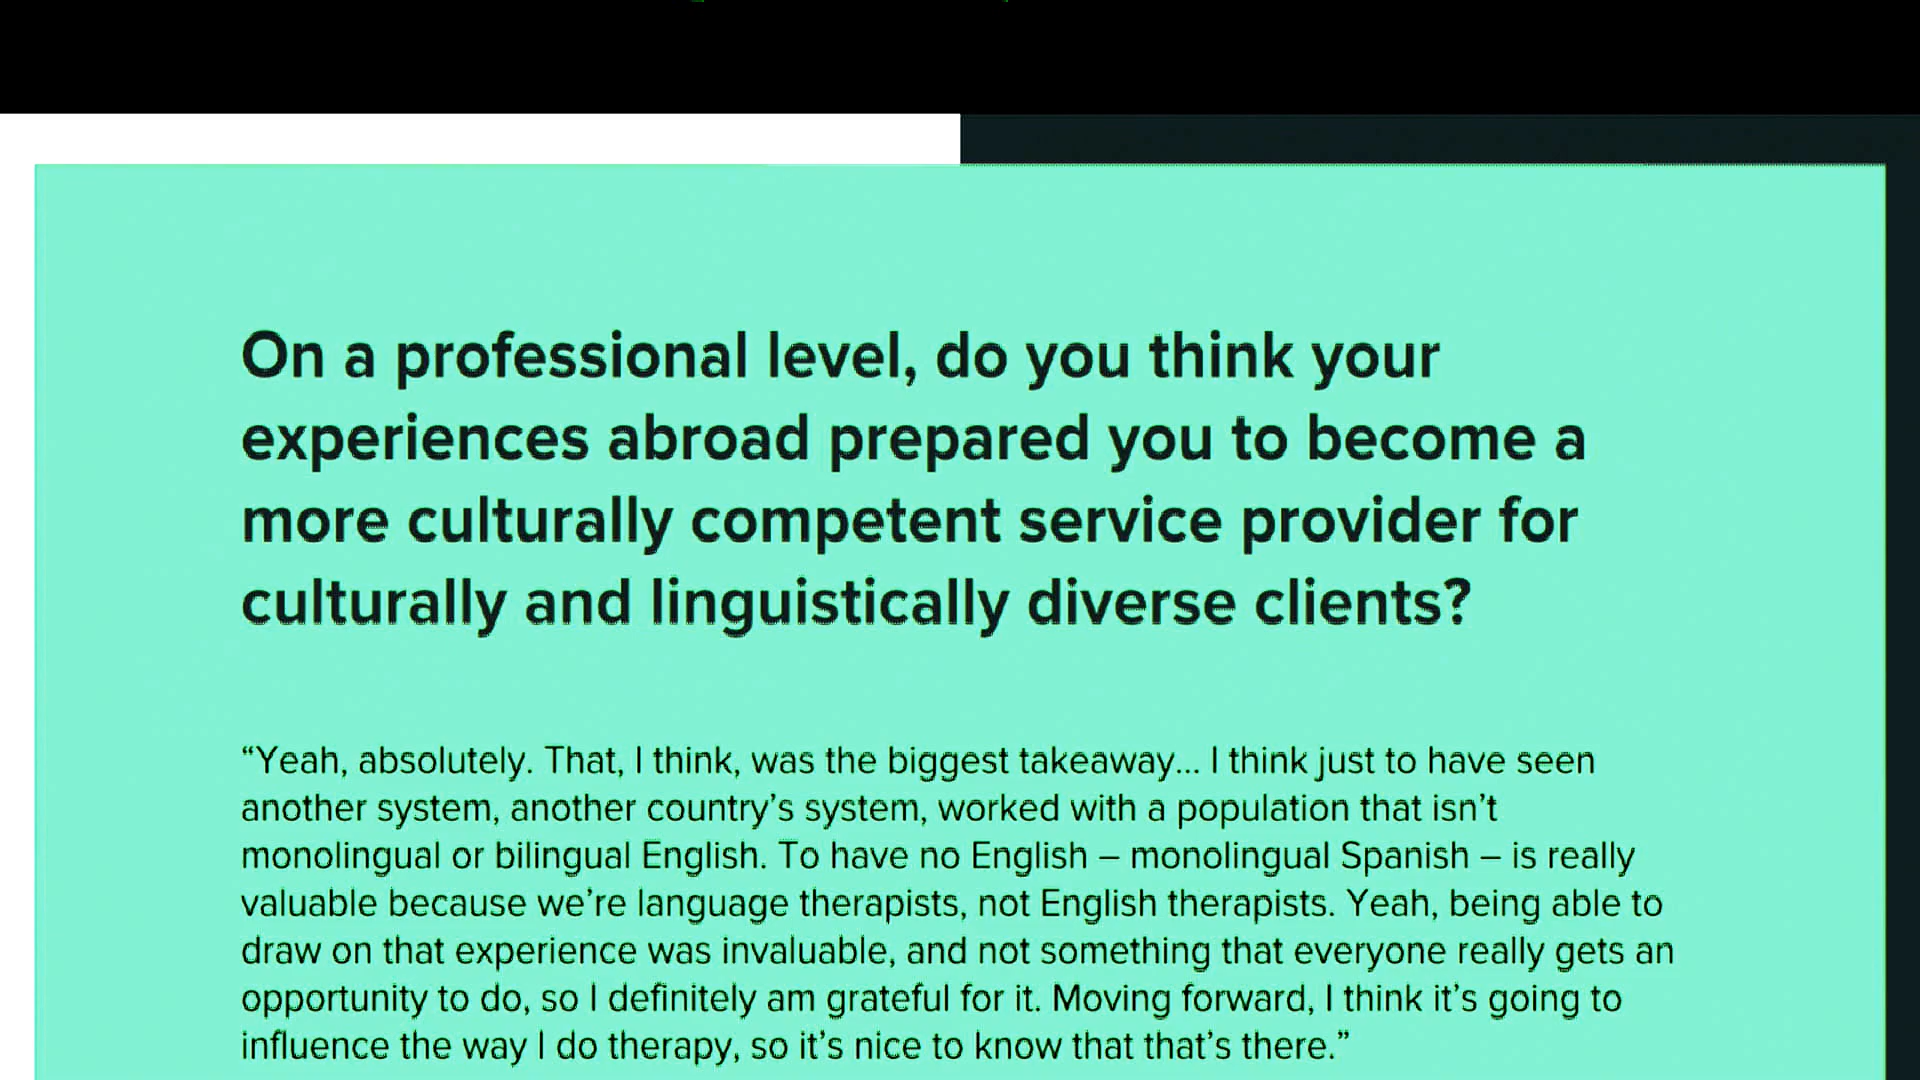 On a professional level, do you think your
experiences abroad prepared you to become a
more culturally competent service provider for
culturally and linguistically diverse clients?
“Yeah, absolutely. That, I think, was the biggest takeaway... I think just to have seen
another system, another country’s system, worked with a population that isn’t
monolingual or bilingual English. To have no English – monolingual Spanish – is really
valuable because we’re language therapists, not English therapists. Yeah, being able to
draw on that experience was invaluable, and not something that everyone really gets an
opportunity to do, so I definitely am grateful for it. Moving forward, I think it’s going to
influence the way I do therapy, so it’s nice to know that that’s there.”